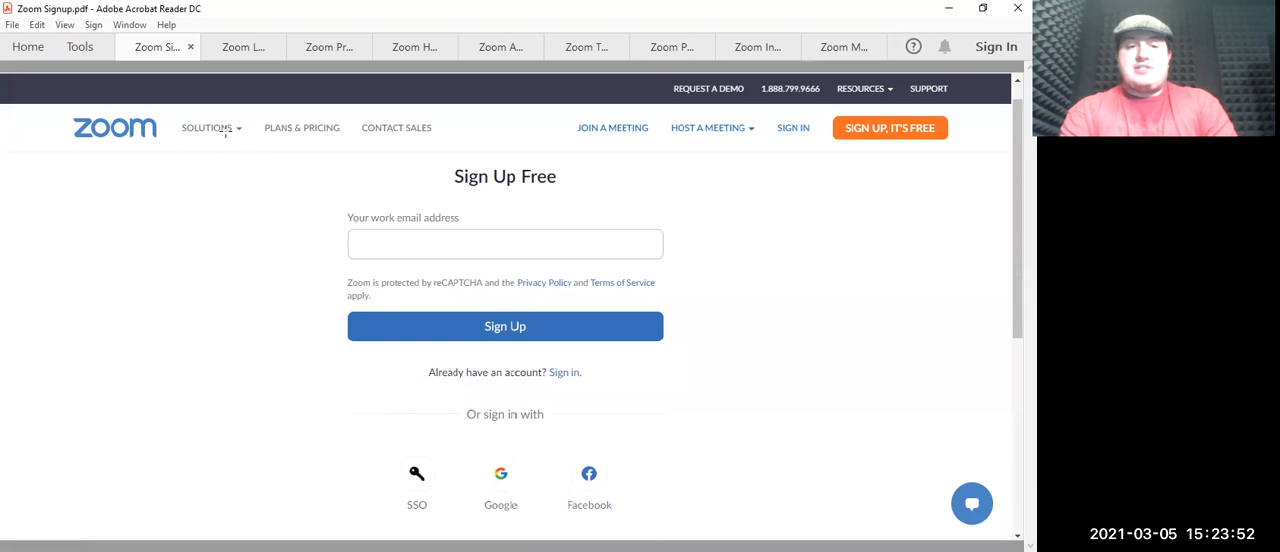 Zoom Signup.pdf - Adobe Acrobat Reader DC
File Edit View Sign Window Help
Home Tools Zoom Si... × Zoom L... Zoom Pr... Zoom H... Zoom A... Zoom T... Zoom P... Zoom In... Zoom M... ? Sign In
REQUEST A DEMO 1.888.799.9666 RESOURCES SUPPORT
zoom SOLUTIONS PLANS & PRICING CONTACT SALES JOIN A MEETING HOST A MEETING SIGN IN SIGN UP, IT'S FREE
Sign Up Free
Your work email address
Zoom is protected by reCAPTCHA and the Privacy Policy and Terms of Service
apply.
Sign Up
Already have an account? Sign in.
Or sign in with
SSO Google Facebook
2021-03-05 15:23:52